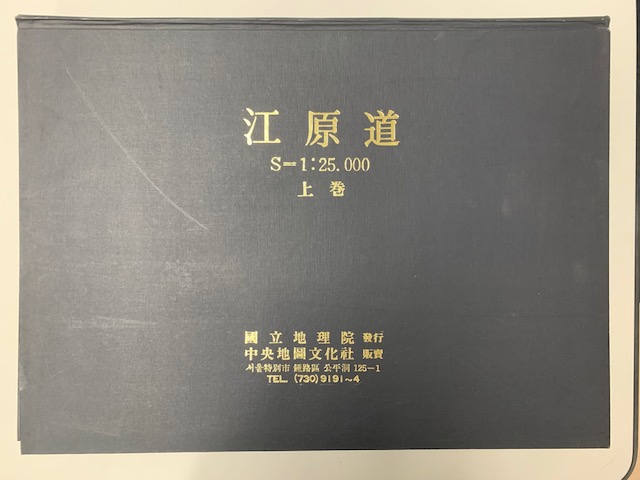 江原道
S=1:25.000
上巻
國立地理院 發行
中央地圖文化社 販賣
서울特別市 鍾路區 公平洞 125-1
TEL. (730)9191~4